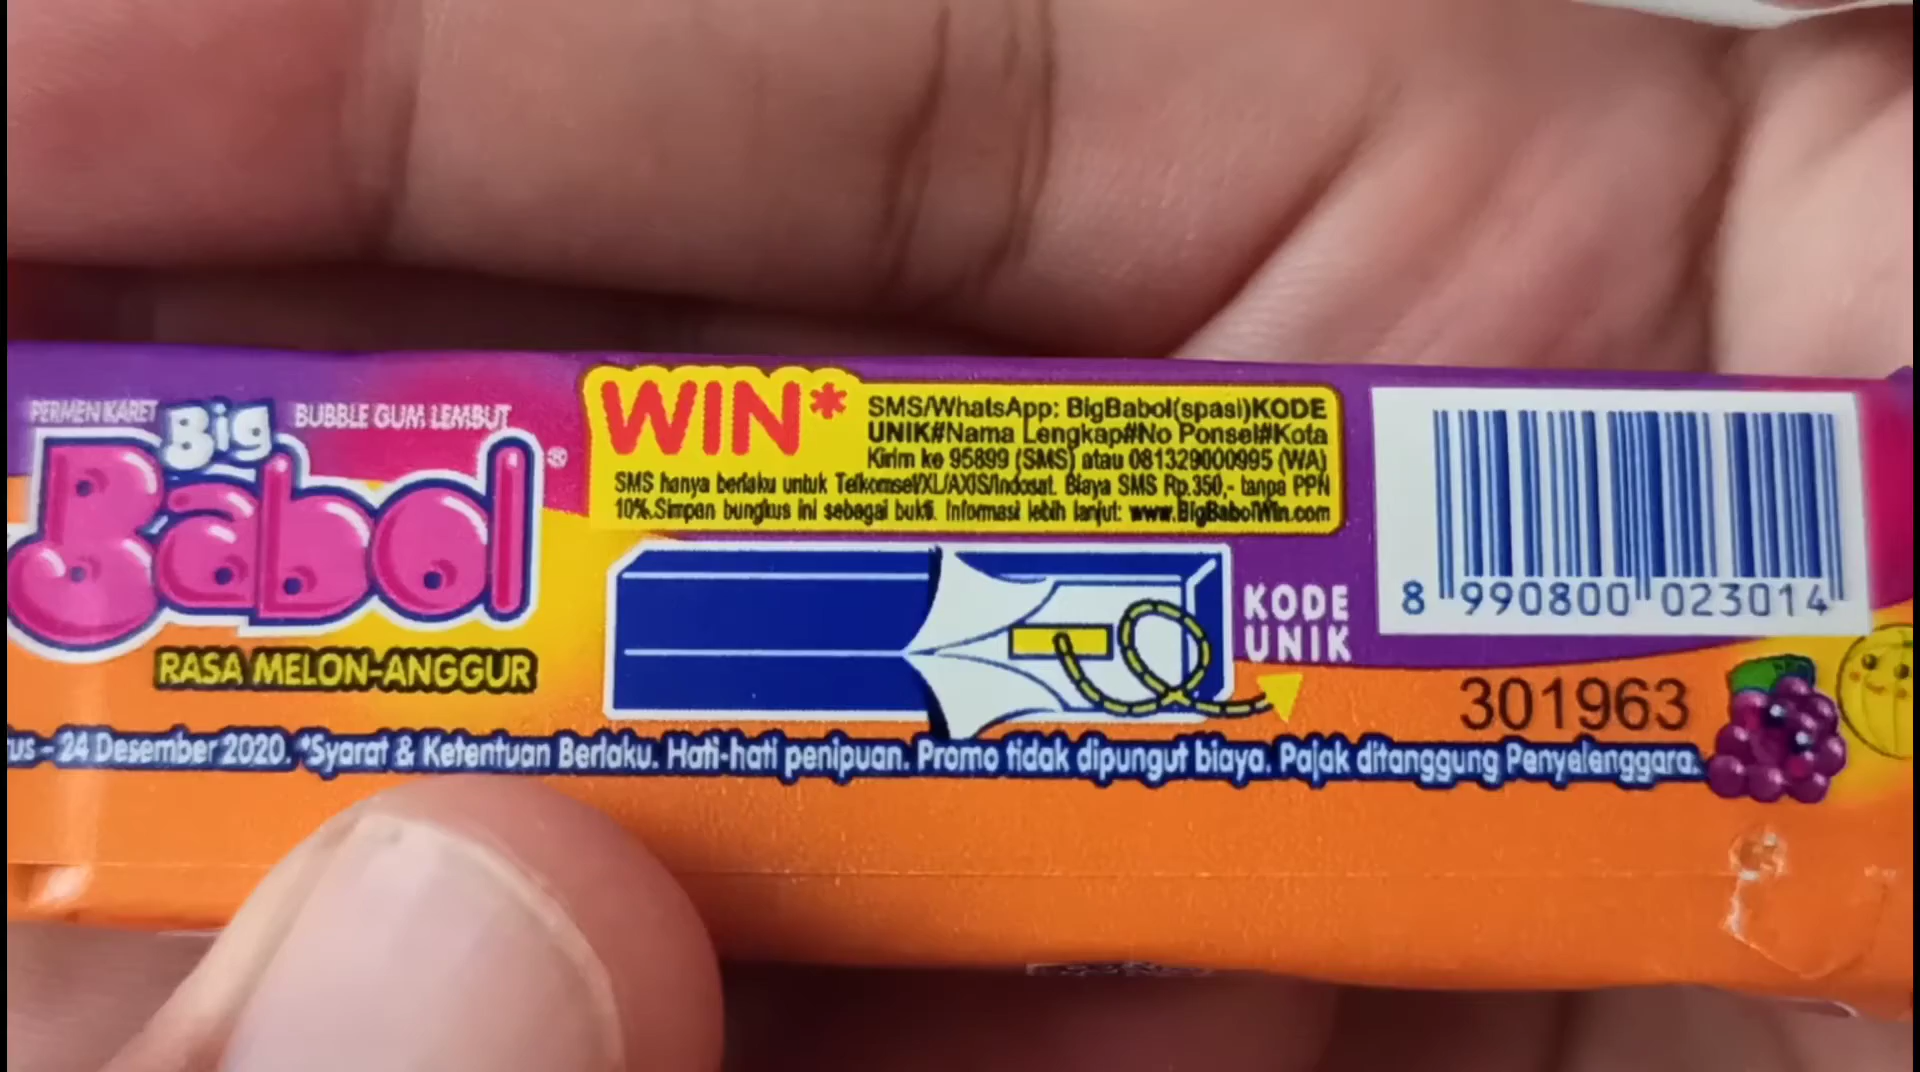 PERMEN KARET
BUBBLE GUM LEMBUT
Big
Babol®
RASA MELON-ANGGUR
WIN*
SMS/WhatsApp: BigBabol(spasi)KODE
UNIK#Nama Lengkap#No Ponsel#Kota
Kirim ke 95899 (SMS) atau 081329000995 (WA)
SMS hanya berlaku untuk Telkomsel/XL/AXIS/Indosat. Biaya SMS Rp.350,- tanpa PPN
10%.Simpan bungkus ini sebagai bukti. Informasi lebih lanjut: www.BigBabolWin.com
KODE
UNIK
8 990800 023014
301963
us - 24 Desember 2020. *Syarat & Ketentuan Berlaku. Hati-hati penipuan. Promo tidak dipungut biaya. Pajak ditanggung Penyelenggara.